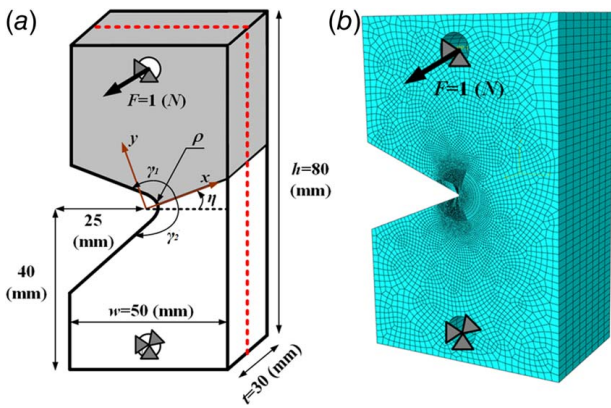 (a)
F=1 (N)
y
ρ
γ1
x
η
h=80
(mm)
25
(mm)
γ2
40
(mm)
w=50 (mm)
t=30 (mm)
(b)
F=1 (N)